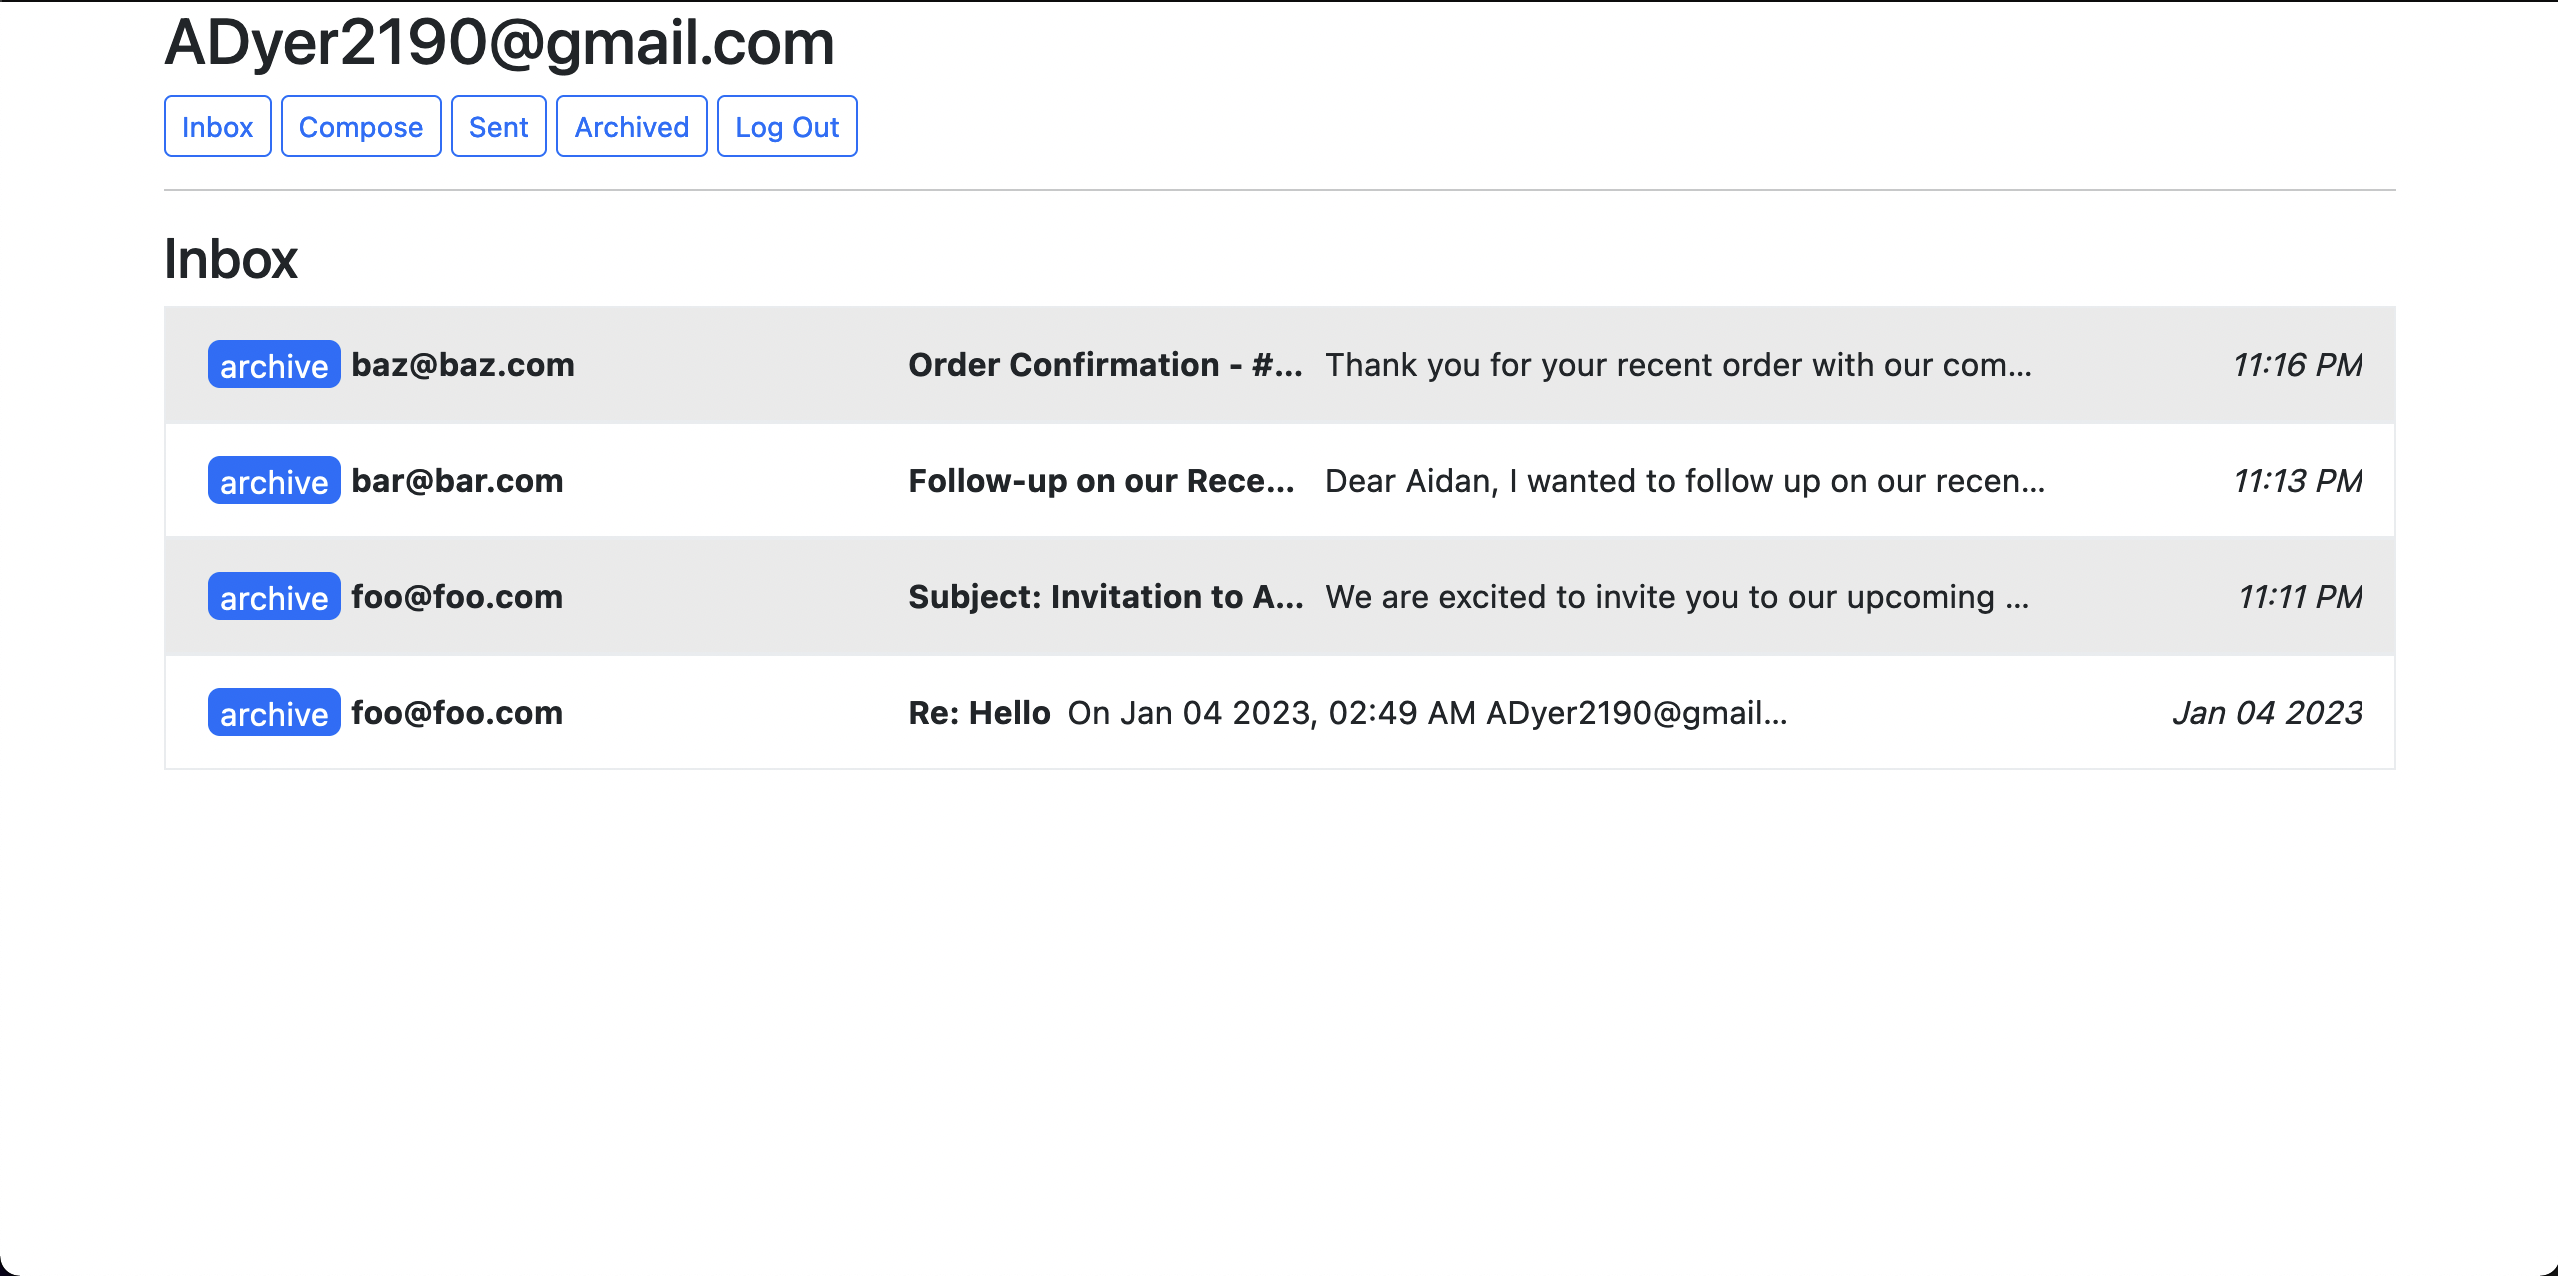 ADyer2190@gmail.com
Inbox Compose Sent Archived Log Out
Inbox
archive baz@baz.com Order Confirmation - #... Thank you for your recent order with our com... 11:16 PM
archive bar@bar.com Follow-up on our Rece... Dear Aidan, I wanted to follow up on our recen... 11:13 PM
archive foo@foo.com Subject: Invitation to A... We are excited to invite you to our upcoming ... 11:11 PM
archive foo@foo.com Re: Hello On Jan 04 2023, 02:49 AM ADyer2190@gmail... Jan 04 2023